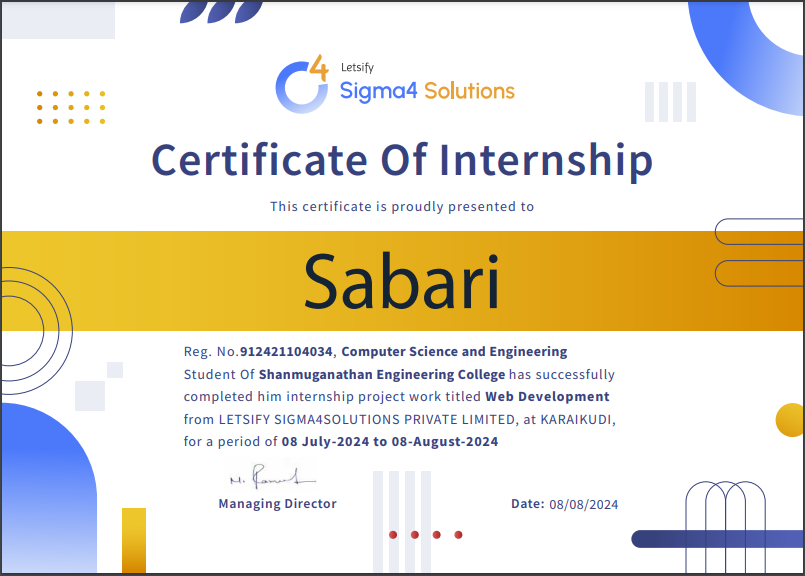 Letsify
Sigma4 Solutions
Certificate Of Internship
This certificate is proudly presented to
Sabari
Reg. No.912421104034, Computer Science and Engineering
Student Of Shanmuganathan Engineering College has successfully
completed him internship project work titled Web Development
from LETSIFY SIGMA4SOLUTIONS PRIVATE LIMITED, at KARAIKUDI,
for a period of 08 July-2024 to 08-August-2024
Managing Director
Date: 08/08/2024